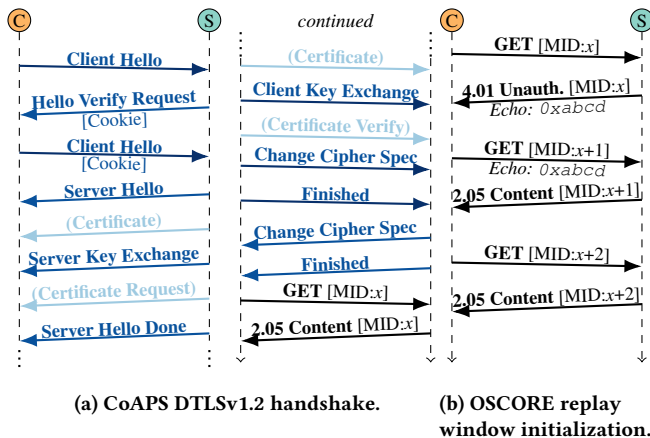 C
S
Client Hello
Hello Verify Request
[Cookie]
Client Hello
[Cookie]
Server Hello
(Certificate)
Server Key Exchange
(Certificate Request)
Server Hello Done
continued
(Certificate)
Client Key Exchange
(Certificate Verify)
Change Cipher Spec
Finished
Change Cipher Spec
Finished
GET [MID:x]
2.05 Content [MID:x]
(a) CoAPS DTLSv1.2 handshake.
C
S
GET [MID:x]
4.01 Unauth. [MID:x]
Echo: 0xabcd
GET [MID:x+1]
Echo: 0xabcd
2.05 Content [MID:x+1]
GET [MID:x+2]
2.05 Content [MID:x+2]
(b) OSCORE replay
window initialization.